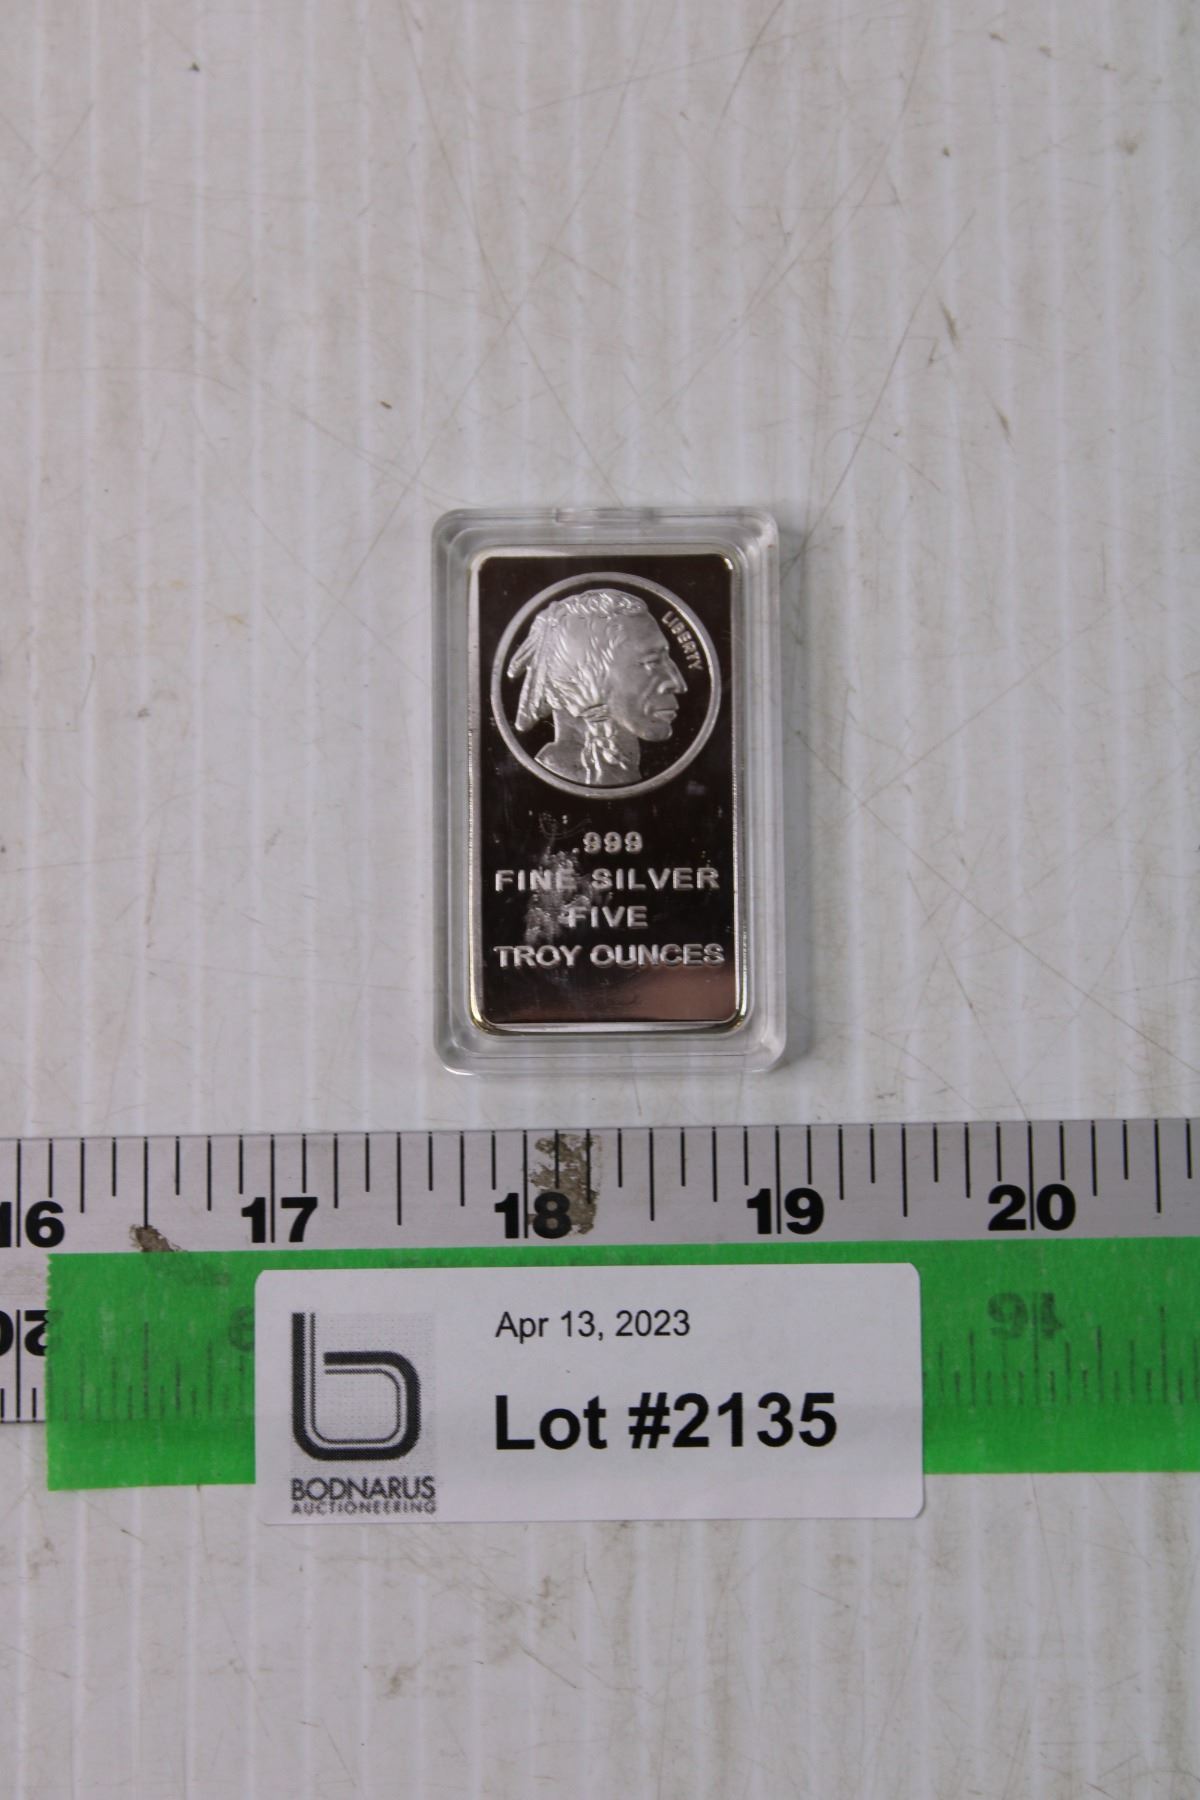 LIBERTY
.999
FINE SILVER
FIVE
TROY OUNCES
16 17 18 19 20
Apr 13, 2023
Lot #2135
BODNARUS
AUCTIONEERING